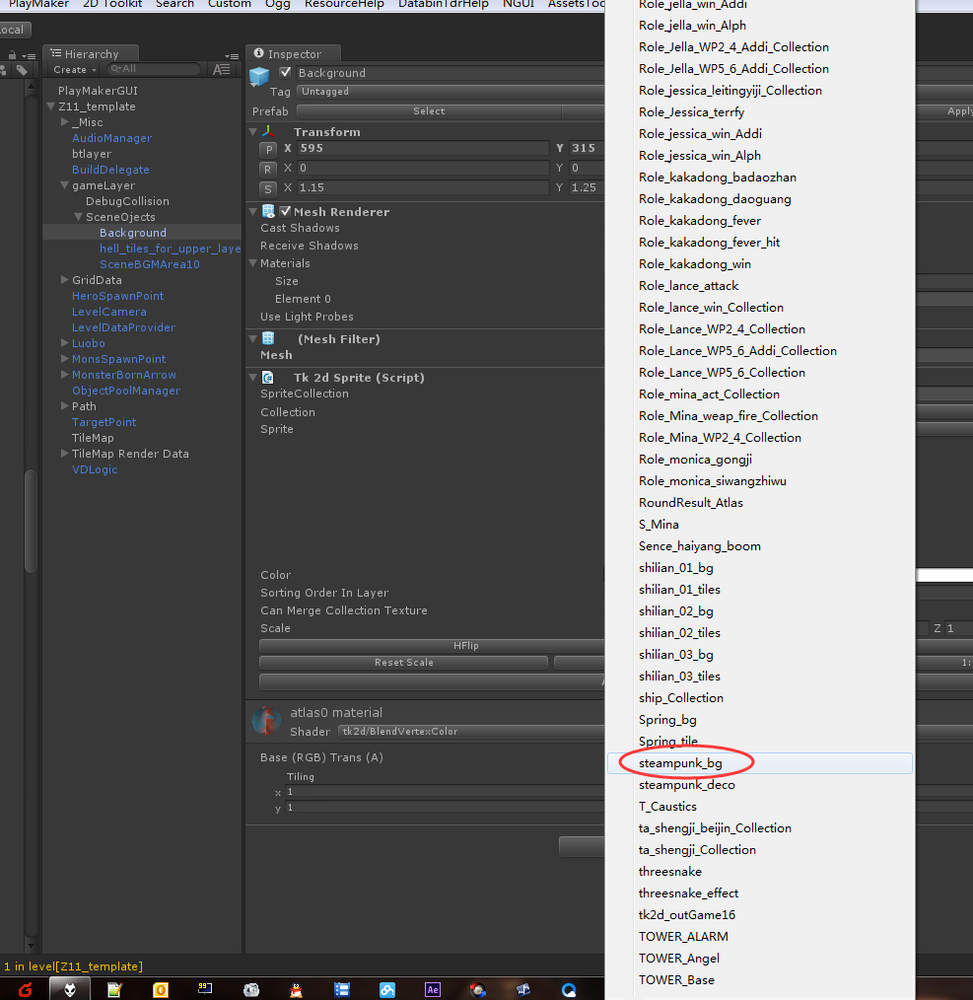 PlayMaker 2D Toolkit Search Custom Ogg ResourceHelp DatabinTdrHelp NGUI
Local
Hierarchy
Create All
PlayMakerGUI
Z11_template
_Misc
AudioManager
btlayer
BuildDelegate
gameLayer
DebugCollision
SceneOjects
Background
hell_tiles_for_upper_laye
SceneBGMArea10
GridData
HeroSpawnPoint
LevelCamera
LevelDataProvider
Luobo
MonsSpawnPoint
MonsterBornArrow
ObjectPoolManager
Path
TargetPoint
TileMap
TileMap Render Data
VDLogic
Inspector
Background
Tag Untagged
Prefab Select Apply
Transform
P X 595 Y 315
R X 0 Y 0
S X 1.15 Y 1.25
Mesh Renderer
Cast Shadows
Receive Shadows
Materials
Size
Element 0
Use Light Probes
(Mesh Filter)
Mesh
Tk 2d Sprite (Script)
SpriteCollection
Collection
Sprite
Color
Sorting Order In Layer
Can Merge Collection Texture
Scale Z 1
HFlip
Reset Scale 1:
atlas0 material
Shader tk2d/BlendVertexColor
Base (RGB) Trans (A)
Tiling
x 1
y 1
Role_jella_win_Addi
Role_jella_win_Alph
Role_Jella_WP2_4_Addi_Collection
Role_Jella_WP5_6_Addi_Collection
Role_jessica_leitingyiji_Collection
Role_Jessica_terrfy
Role_jessica_win_Addi
Role_jessica_win_Alph
Role_kakadong_badaozhan
Role_kakadong_daoguang
Role_kakadong_fever
Role_kakadong_fever_hit
Role_kakadong_win
Role_lance_attack
Role_lance_win_Collection
Role_Lance_WP2_4_Collection
Role_Lance_WP5_6_Addi_Collection
Role_Lance_WP5_6_Collection
Role_mina_act_Collection
Role_Mina_weap_fire_Collection
Role_Mina_WP2_4_Collection
Role_monica_gongji
Role_monica_siwangzhiwu
RoundResult_Atlas
S_Mina
Sence_haiyang_boom
shilian_01_bg
shilian_01_tiles
shilian_02_bg
shilian_02_tiles
shilian_03_bg
shilian_03_tiles
ship_Collection
Spring_bg
Spring_tile
steampunk_bg
steampunk_deco
T_Caustics
ta_shengji_beijin_Collection
ta_shengji_Collection
threesnake
threesnake_effect
tk2d_outGame16
TOWER_ALARM
TOWER_Angel
TOWER_Base
1 in level[Z11_template]
Ae